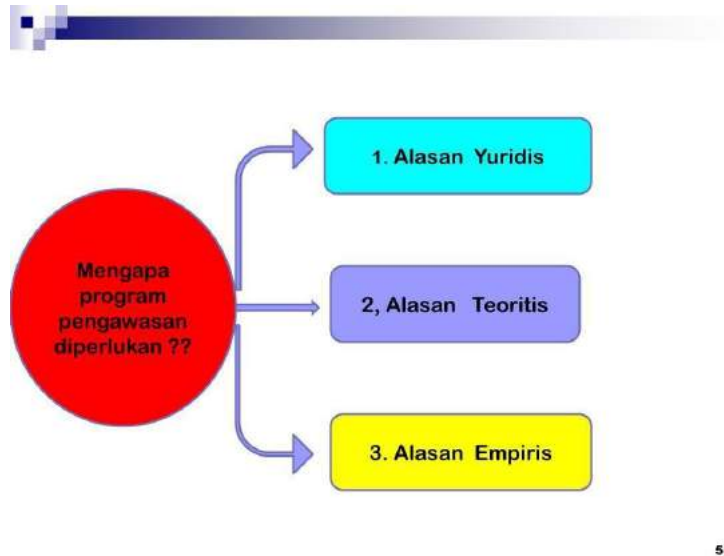 Mengapa
program
pengawasan
diperlukan ??
1. Alasan Yuridis
2, Alasan Teoritis
3. Alasan Empiris
5